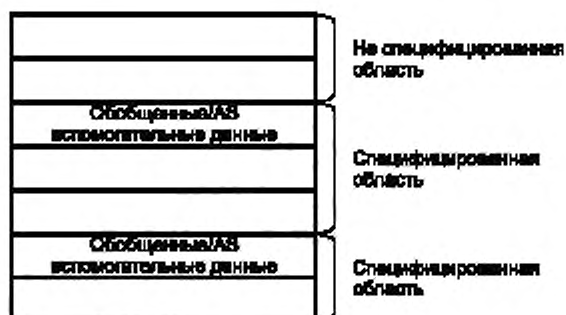 Не специфицированная
область
Обобщенные/AS
вспомогательные данные
Специфицированная
область
Обобщенные/AS
вспомогательные данные
Специфицированная
область